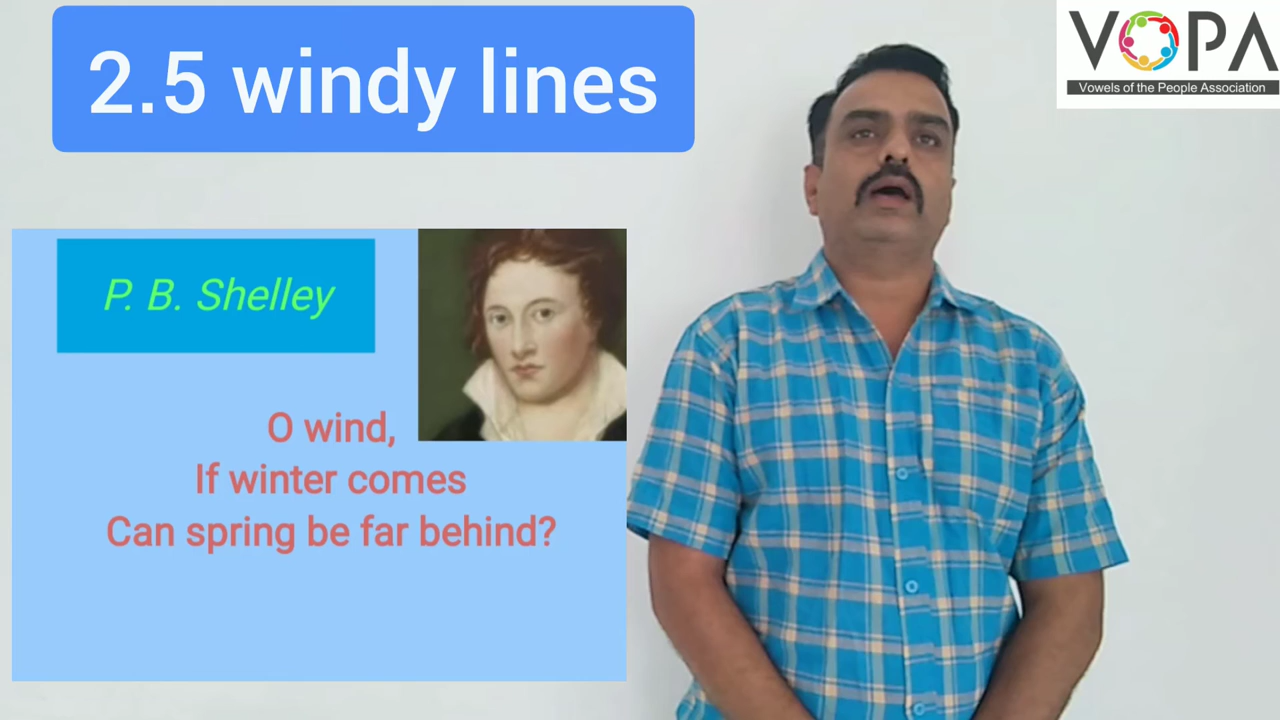 2.5 windy lines
VOPA
Vowels of the People Association
P. B. Shelley
O wind,
If winter comes
Can spring be far behind?